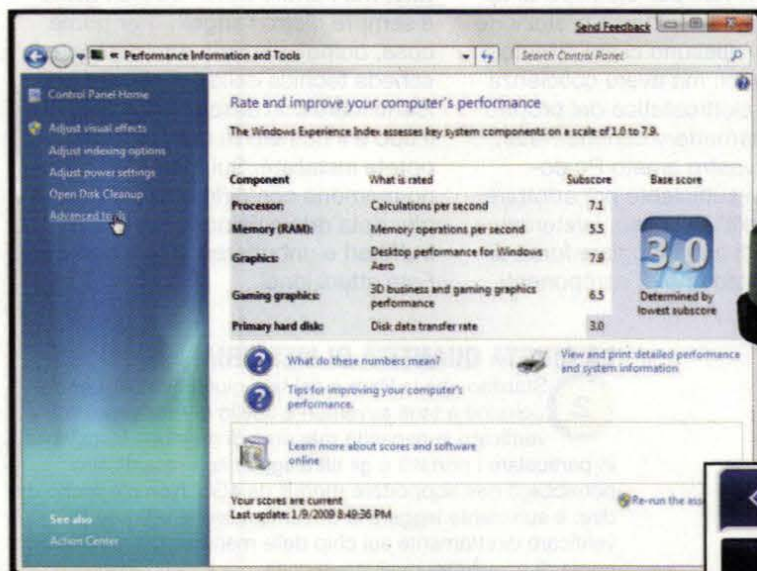 Send Feedback
Performance Information and Tools
Search Control Panel
Control Panel Home
Adjust visual effects
Adjust indexing options
Adjust power settings
Open Disk Cleanup
Advanced tools
See also
Action Center
Rate and improve your computer's performance
The Windows Experience Index assesses key system components on a scale of 1.0 to 7.9.
Component What is rated Subscore Base score
Processor: Calculations per second 7.1
Memory (RAM): Memory operations per second 5.5
Graphics: Desktop performance for Windows Aero 7.9
Gaming graphics: 3D business and gaming graphics performance 6.5
Primary hard disk: Disk data transfer rate 3.0
3.0
Determined by
lowest subscore
What do these numbers mean?
View and print detailed performance
and system information
Tips for improving your computer's
performance.
Learn more about scores and software
online
Your scores are current
Last update: 1/9/2009 8:49:36 PM
Re-run the ass